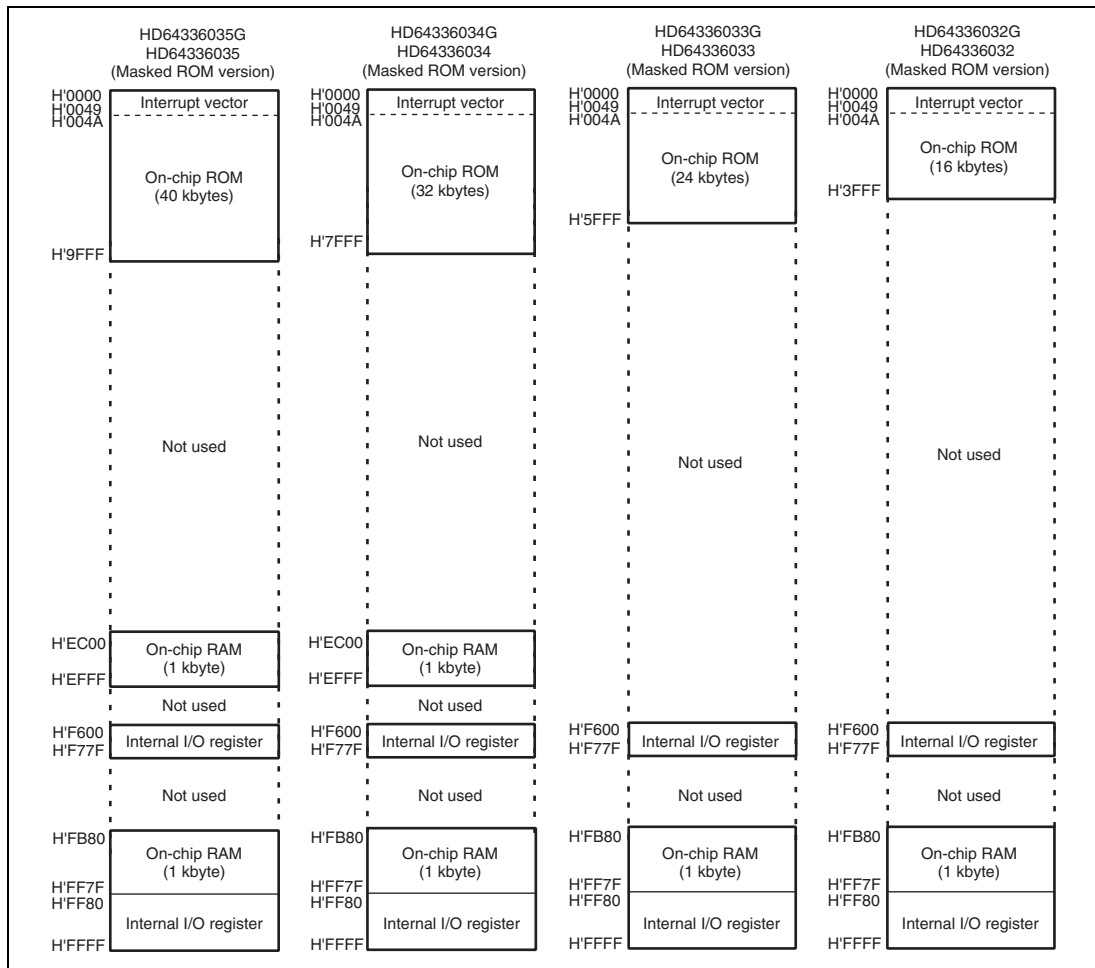 HD64336035G
HD64336035
(Masked ROM version)
H'0000
H'0049
H'004A
Interrupt vector
On-chip ROM
(40 kbytes)
H'9FFF
Not used
H'EC00
On-chip RAM
(1 kbyte)
H'EFFF
Not used
H'F600
Internal I/O register
H'F77F
Not used
H'FB80
On-chip RAM
(1 kbyte)
H'FF7F
H'FF80
Internal I/O register
H'FFFF
HD64336034G
HD64336034
(Masked ROM version)
H'0000
H'0049
H'004A
Interrupt vector
On-chip ROM
(32 kbytes)
H'7FFF
Not used
H'EC00
On-chip RAM
(1 kbyte)
H'EFFF
Not used
H'F600
Internal I/O register
H'F77F
Not used
H'FB80
On-chip RAM
(1 kbyte)
H'FF7F
H'FF80
Internal I/O register
H'FFFF
HD64336033G
HD64336033
(Masked ROM version)
H'0000
H'0049
H'004A
Interrupt vector
On-chip ROM
(24 kbytes)
H'5FFF
Not used
H'F600
Internal I/O register
H'F77F
Not used
H'FB80
On-chip RAM
(1 kbyte)
H'FF7F
H'FF80
Internal I/O register
H'FFFF
HD64336032G
HD64336032
(Masked ROM version)
H'0000
H'0049
H'004A
Interrupt vector
On-chip ROM
(16 kbytes)
H'3FFF
Not used
H'F600
Internal I/O register
H'F77F
Not used
H'FB80
On-chip RAM
(1 kbyte)
H'FF7F
H'FF80
Internal I/O register
H'FFFF